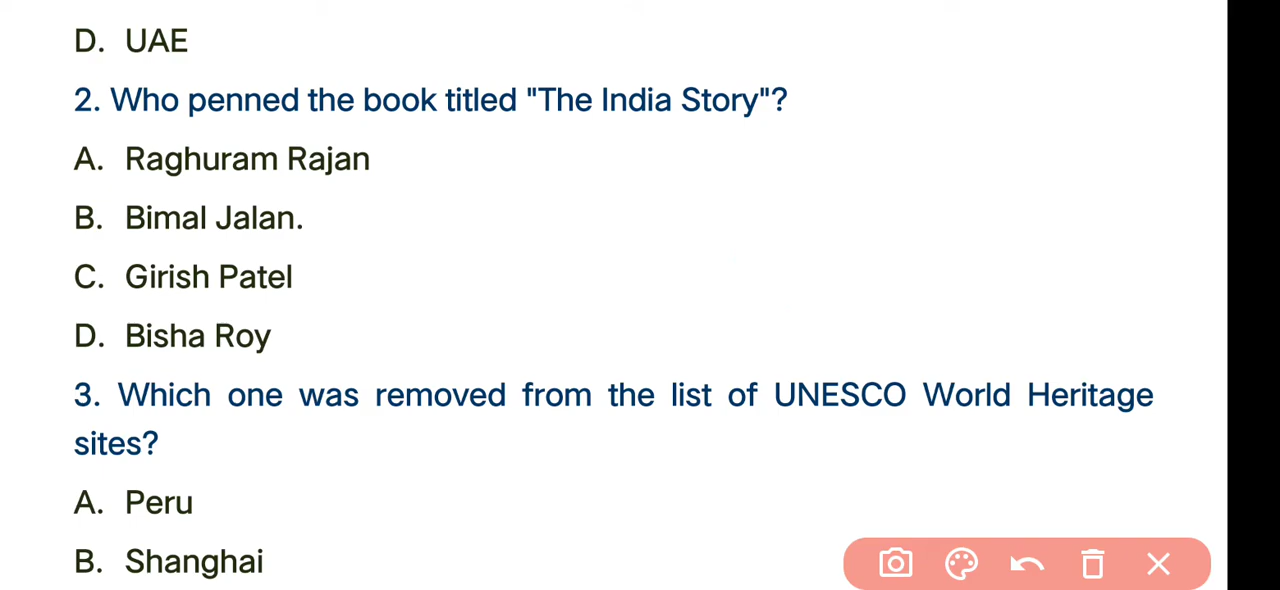 D. UAE
2. Who penned the book titled "The India Story"?
A. Raghuram Rajan
B. Bimal Jalan.
C. Girish Patel
D. Bisha Roy
3. Which one was removed from the list of UNESCO World Heritage
sites?
A. Peru
B. Shanghai